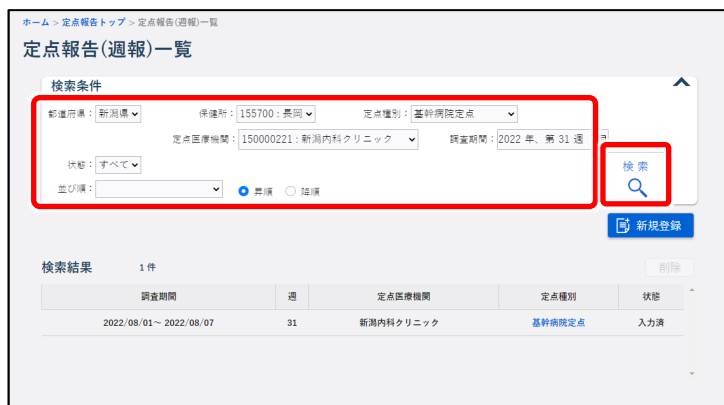 ホーム > 定点報告トップ > 定点報告(週報)一覧
定点報告(週報)一覧
検索条件
都道府県： 新潟県 保健所： 155700：長岡 定点種別： 基幹病院定点
定点医療機関： 150000221：新潟内科クリニック 調査期間： 2022 年、第 31 週
状態： すべて
並び順： 昇順 降順
検索
新規登録
検索結果 1 件 削除
調査期間 週 定点医療機関 定点種別 状態
2022/08/01～ 2022/08/07 31 新潟内科クリニック 基幹病院定点 入力済